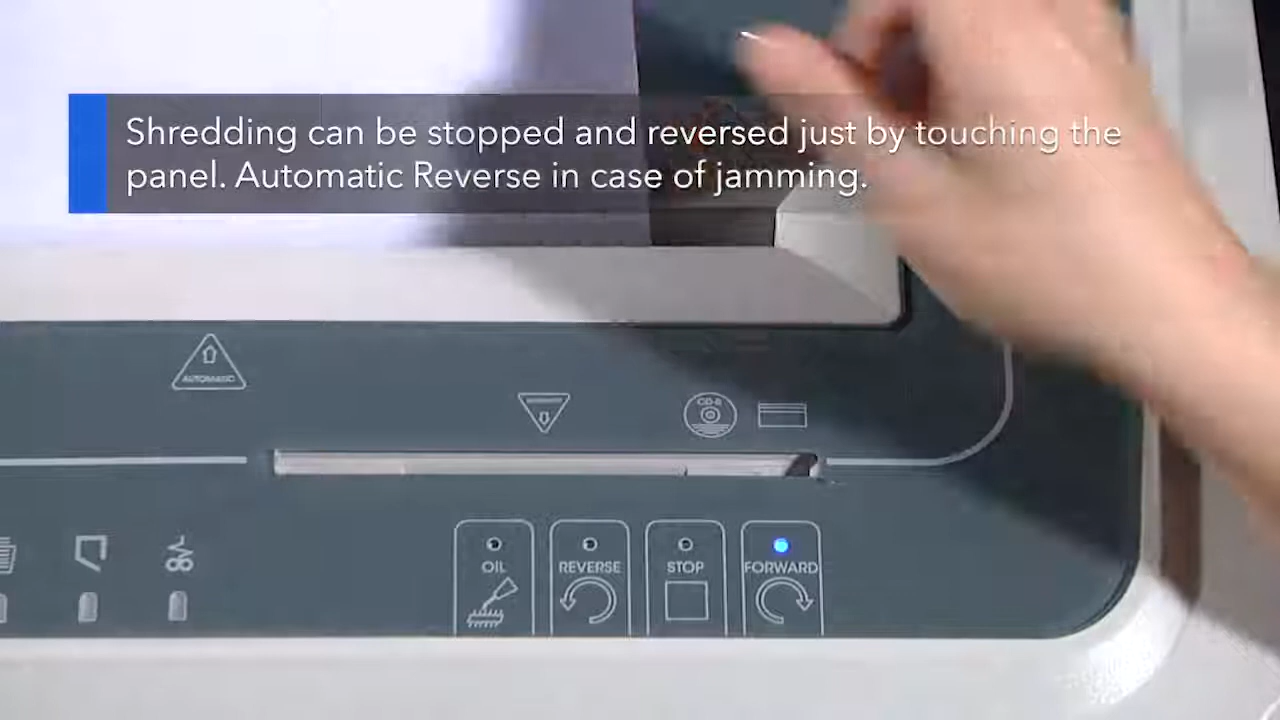 Shredding can be stopped and reversed just by touching the
panel. Automatic Reverse in case of jamming.
AUTOMATIC
CD-R
OIL
REVERSE
STOP
FORWARD